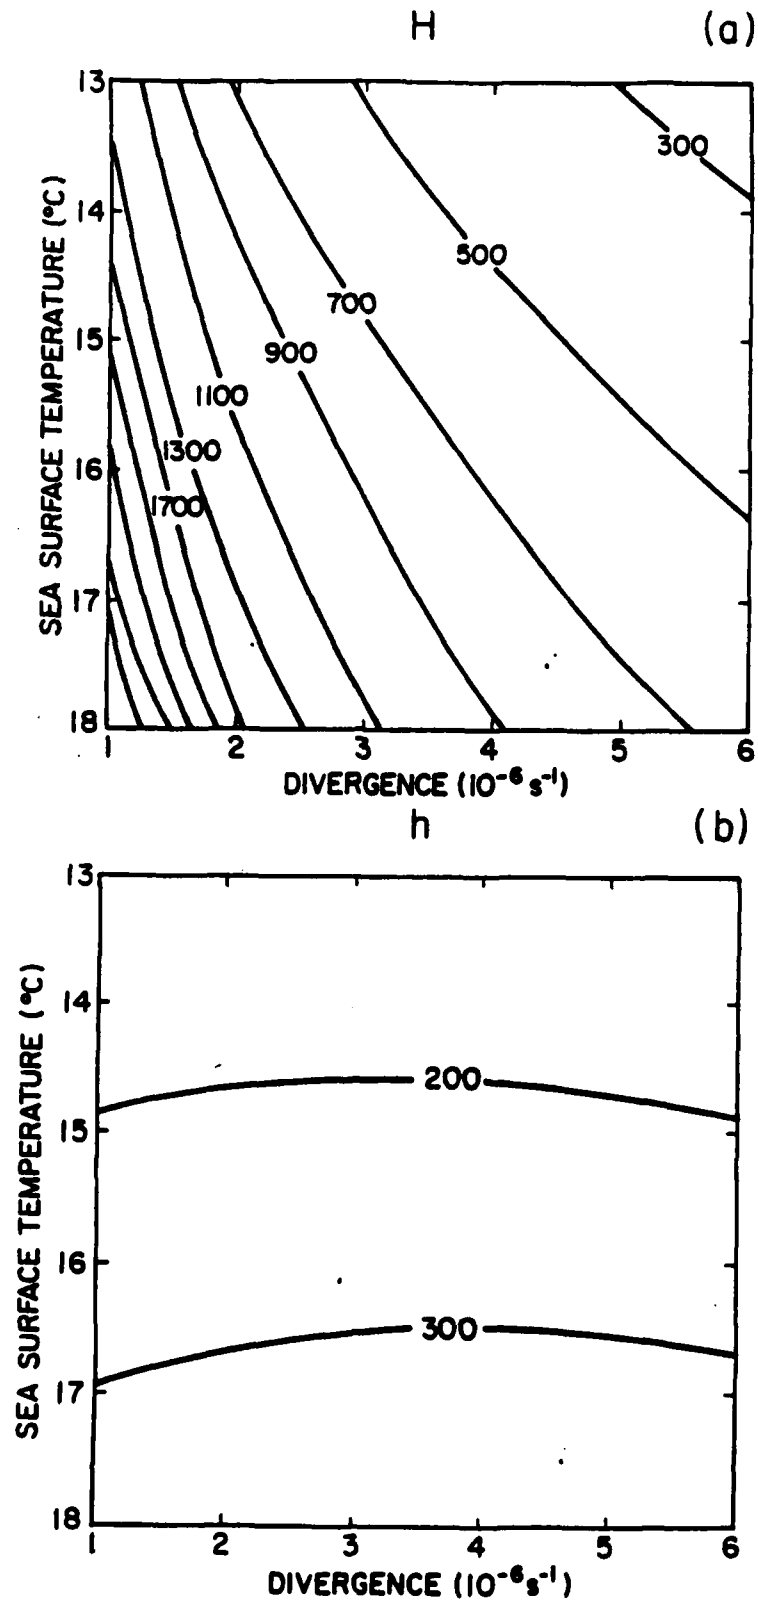 H (a)
13
300
14
500
700
15
900
1100
1300
16
1700
17
18
1 2 3 4 5 6
SEA SURFACE TEMPERATURE (°C)
DIVERGENCE (10⁻⁶ s⁻¹)
h (b)
13
14
200
15
16
300
17
18
1 2 3 4 5 6
SEA SURFACE TEMPERATURE (°C)
DIVERGENCE (10⁻⁶ s⁻¹)